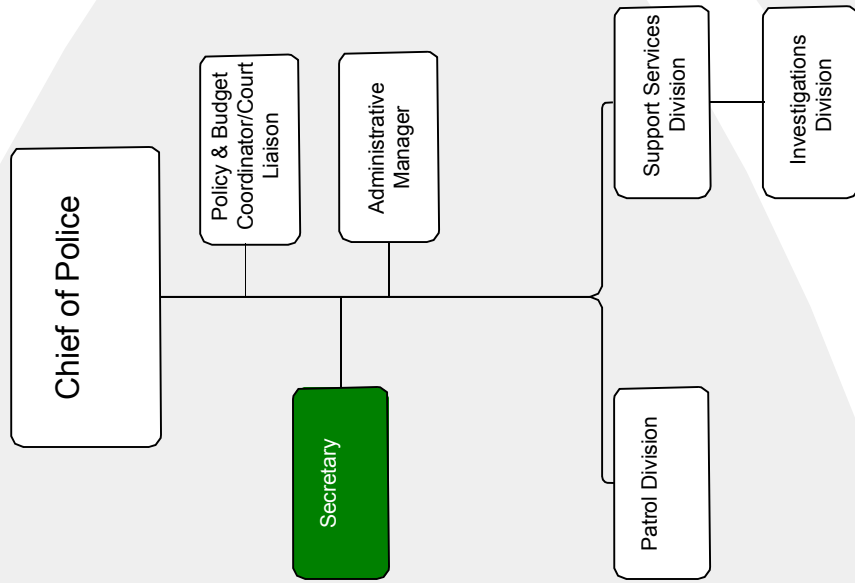 Chief of Police
Policy & Budget
Coordinator/Court
Liaison
Administrative
Manager
Secretary
Support Services
Division
Investigations
Division
Patrol Division